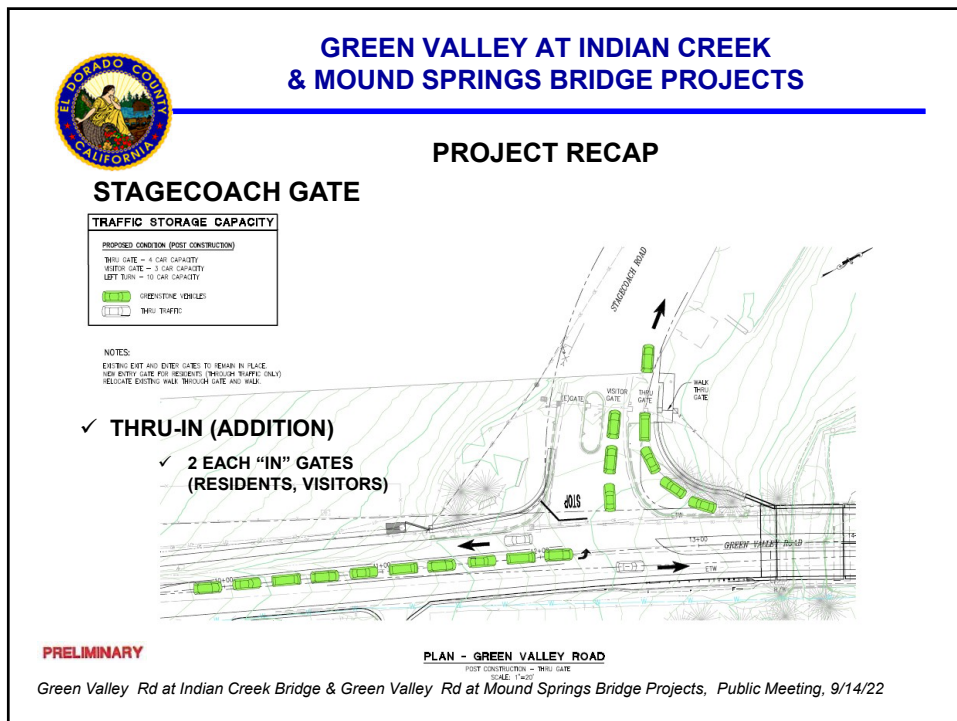 GREEN VALLEY AT INDIAN CREEK
& MOUND SPRINGS BRIDGE PROJECTS
EL DORADO COUNTY
CALIFORNIA
PROJECT RECAP
STAGECOACH GATE
TRAFFIC STORAGE CAPACITY
PROPOSED CONDITION (POST CONSTRUCTION)
THRU GATE – 4 CAR CAPACITY
VISITOR GATE – 3 CAR CAPACITY
LEFT TURN – 10 CAR CAPACITY
GREENSTONE VEHICLES
THRU TRAFFIC
NOTES:
EXISTING EXIT AND ENTER GATES TO REMAIN IN PLACE.
NEW ENTRY GATE FOR RESIDENTS (THROUGH TRAFFIC ONLY)
RELOCATE EXISTING WALK THROUGH GATE AND WALK.
✓ THRU-IN (ADDITION)
✓ 2 EACH “IN” GATES
(RESIDENTS, VISITORS)
STAGECOACH ROAD
WALK
THRU
GATE
(E)GATE
VISITOR
GATE
THRU
GATE
STOP
ETW
13+00
GREEN VALLEY ROAD
ETW
PRELIMINARY
PLAN - GREEN VALLEY ROAD
POST CONSTRUCTION - THRU GATE
SCALE: 1"=20'
Green Valley Rd at Indian Creek Bridge & Green Valley Rd at Mound Springs Bridge Projects, Public Meeting, 9/14/22